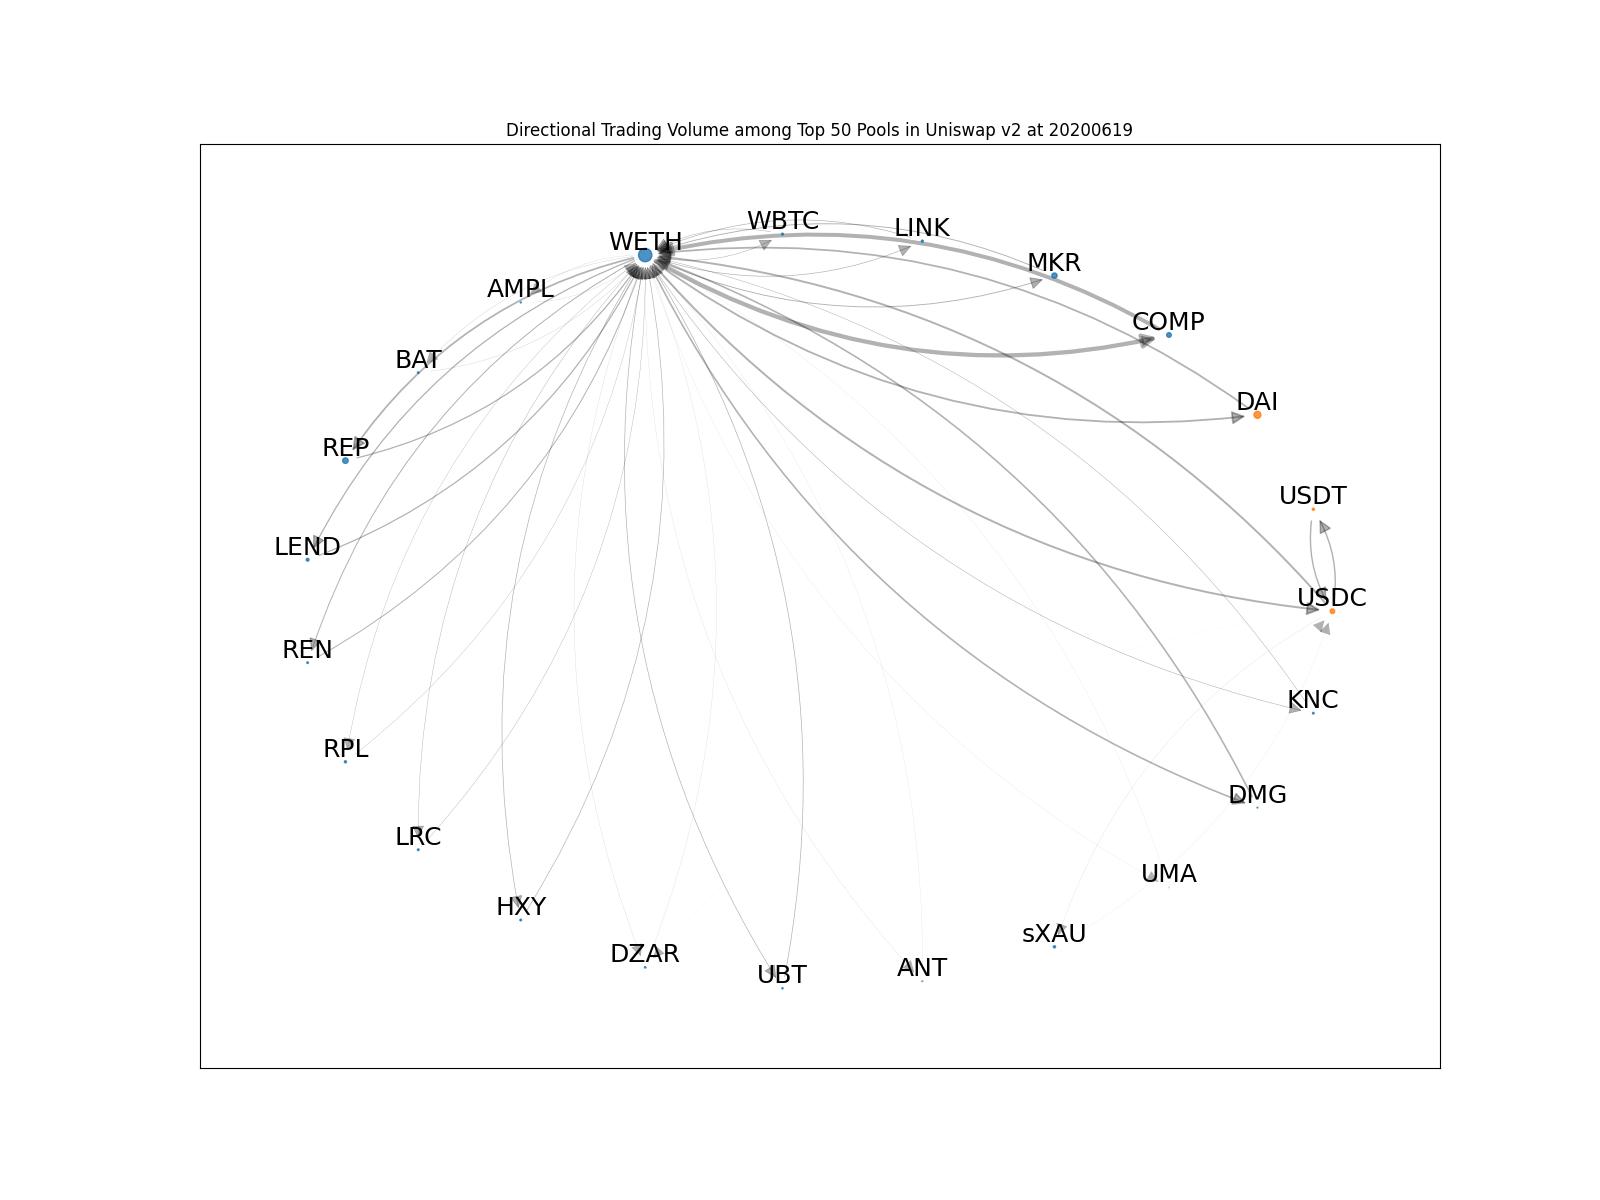 Directional Trading Volume among Top 50 Pools in Uniswap v2 at 20200619
WBTC
LINK
WETH
MKR
AMPL
COMP
BAT
DAI
REP
USDT
LEND
USDC
REN
KNC
RPL
DMG
LRC
UMA
HXY
sXAU
DZAR
UBT
ANT